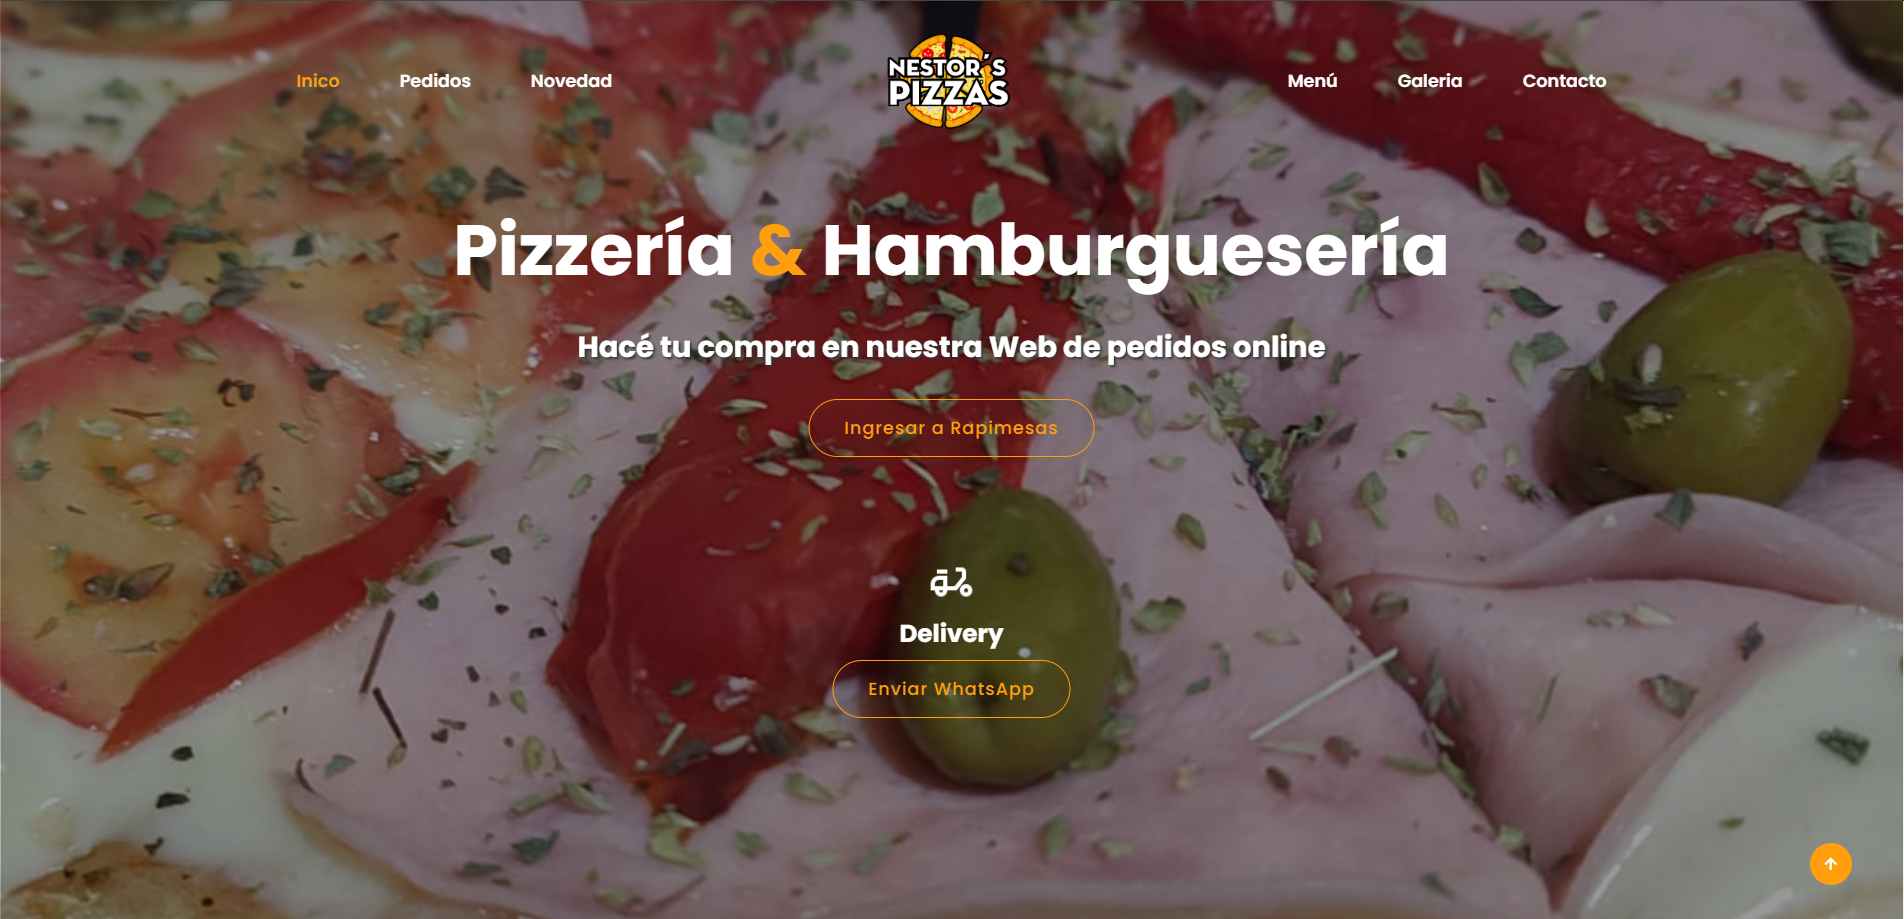 Inico
Pedidos
Novedad
NESTOR´S
PIZZAS
Menú
Galeria
Contacto
Pizzería & Hamburguesería
Hacé tu compra en nuestra Web de pedidos online
Ingresar a Rapimesas
Delivery
Enviar WhatsApp